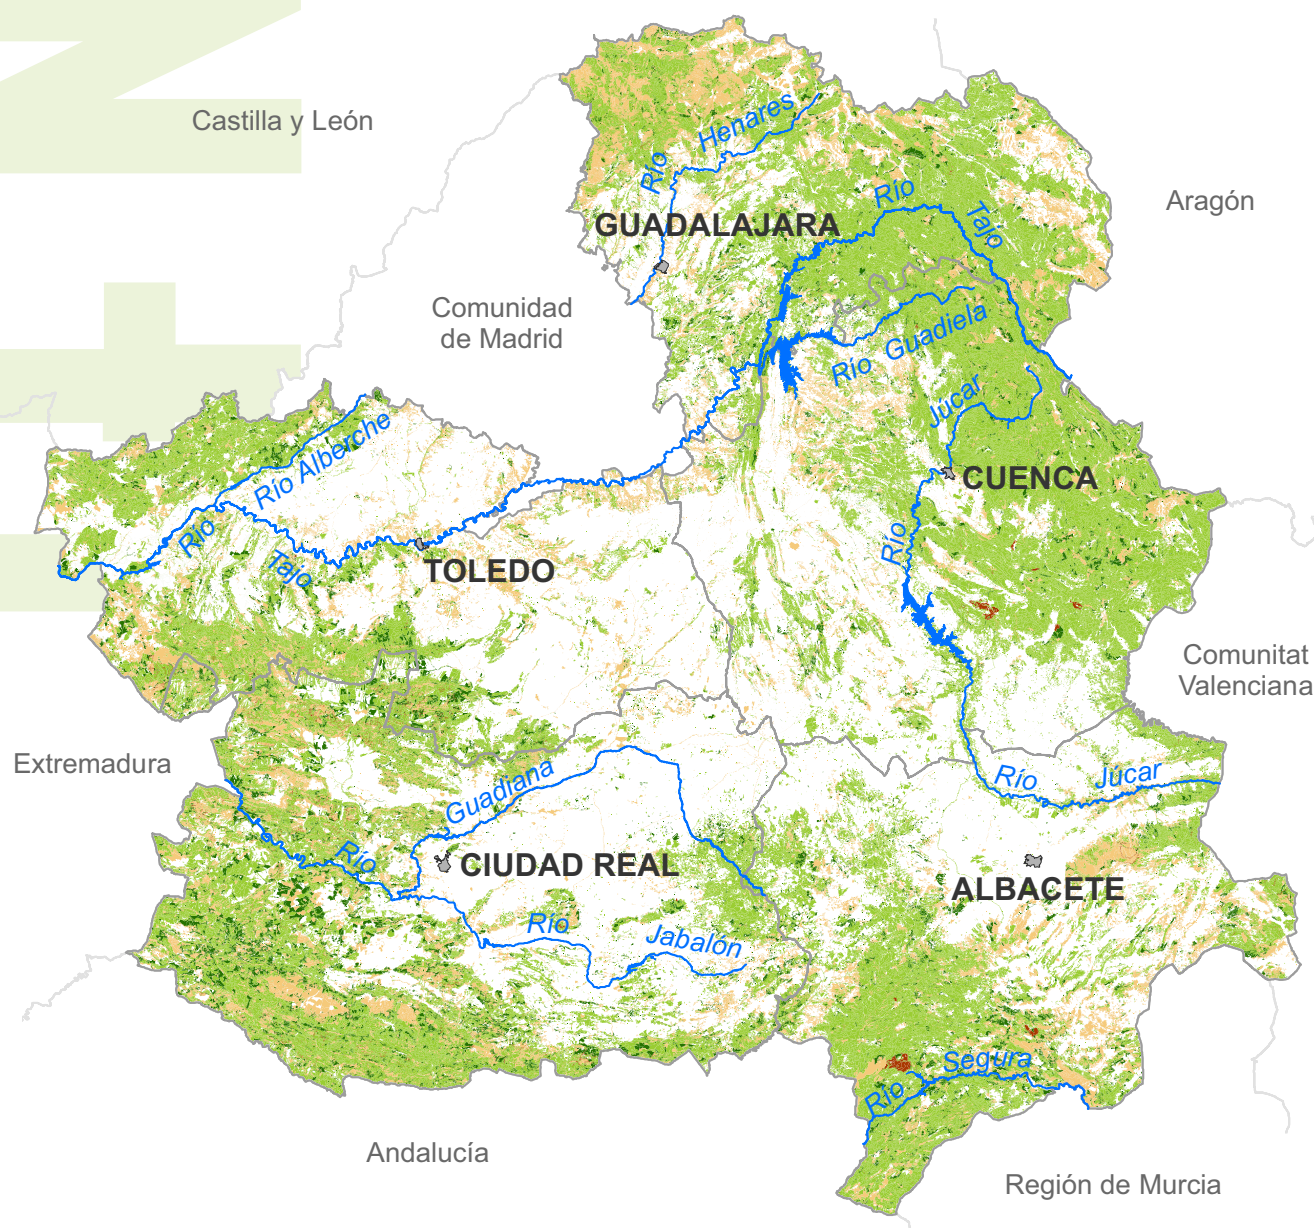 Castilla y León
Río
Henares
Aragón
Río
Tajo
GUADALAJARA
Comunidad
de Madrid
Río
Guadiela
Júcar
Río Alberche
CUENCA
Río
Río
Tajo
TOLEDO
Comunitat
Valenciana
Extremadura
Guadiana
Río
Júcar
Río
CIUDAD REAL
ALBACETE
Río
Jabalón
Río
Segura
Andalucía
Región de Murcia